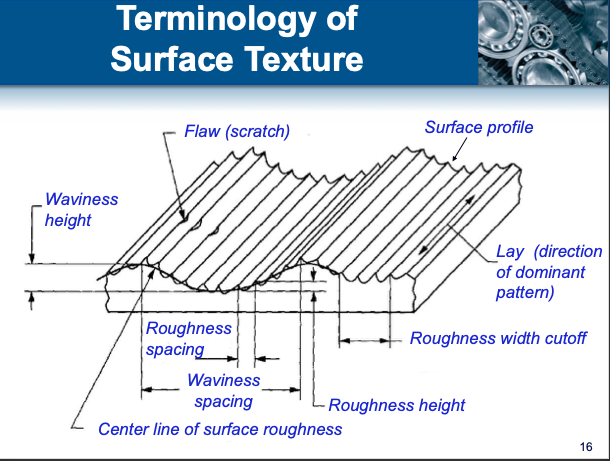 Terminology of
Surface Texture
Flaw (scratch)
Surface profile
Waviness
height
Lay (direction
of dominant
pattern)
Roughness
spacing
Roughness width cutoff
Waviness
spacing
Roughness height
Center line of surface roughness
16